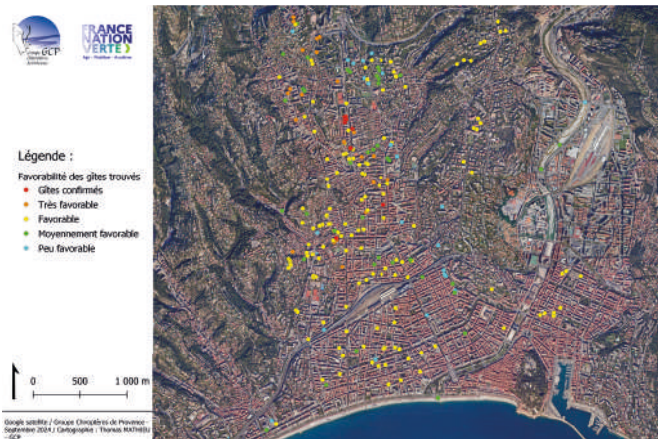 GCP
FRANCE
NATION
VERTE
Légende :
Favorabilité des gîtes trouvés
Gîtes confirmés
Très favorable
Favorable
Moyennement favorable
Peu favorable
0 500 1 000 m
Google satellite / Groupe Chiroptères de Provence -
Septembre 2024 / Cartographie : Thomas MATHIEU
- GCP